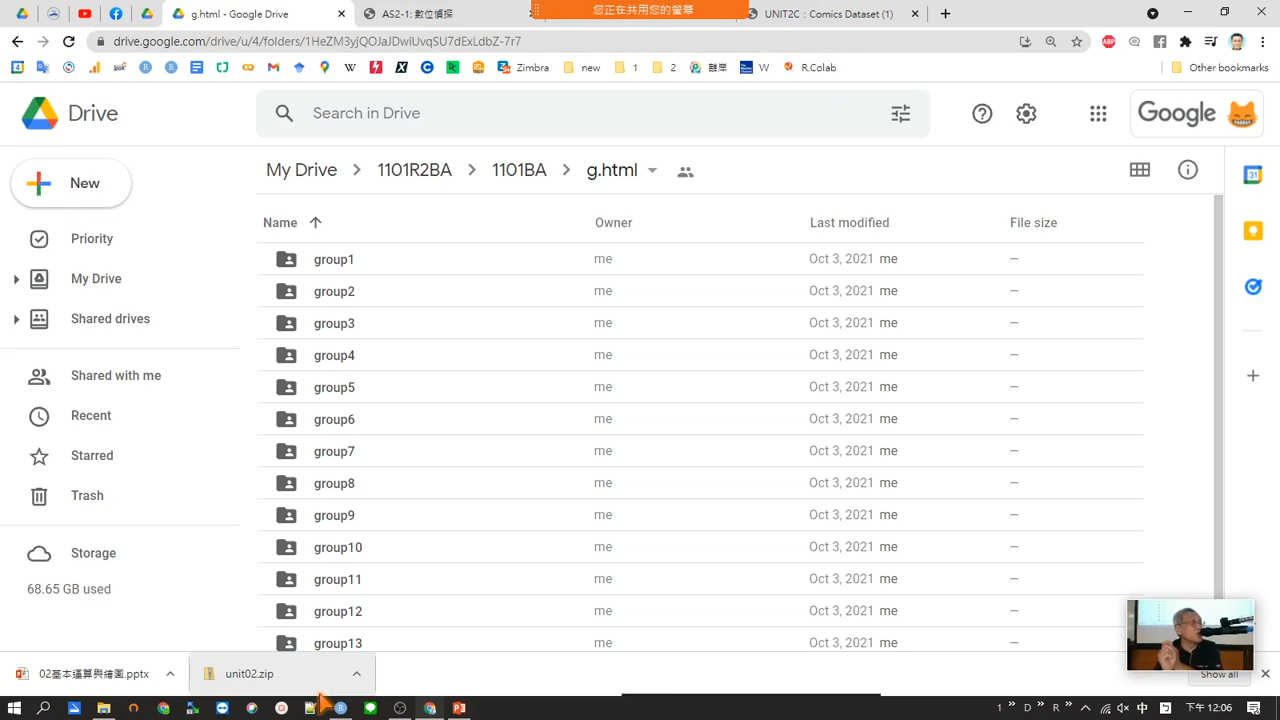 g.html - Google Drive
AS2-1: 數位偵探
您正在共用您的螢幕
UNIT2C：Comics Dataset (1)
drive.google.com/drive/u/4/folders/1HeZM3yJQOJaJDwIUvqSU7dExLdbZ-7r7
Zimbra
new
1
2
離岸
W
R.Colab
Other bookmarks
Drive
Search in Drive
Google
New
My Drive
1101R2BA
1101BA
g.html
Priority
My Drive
Shared drives
Shared with me
Recent
Starred
Trash
Storage
68.65 GB used
Name Owner Last modified File size
group1 me Oct 3, 2021 me –
group2 me Oct 3, 2021 me –
group3 me Oct 3, 2021 me –
group4 me Oct 3, 2021 me –
group5 me Oct 3, 2021 me –
group6 me Oct 3, 2021 me –
group7 me Oct 3, 2021 me –
group8 me Oct 3, 2021 me –
group9 me Oct 3, 2021 me –
group10 me Oct 3, 2021 me –
group11 me Oct 3, 2021 me –
group12 me Oct 3, 2021 me
group13 me Oct 3, 2021 me –
02基本運算與繪圖.pptx
unit02.zip
Show all
1 » D » R » 中 下午 12:06